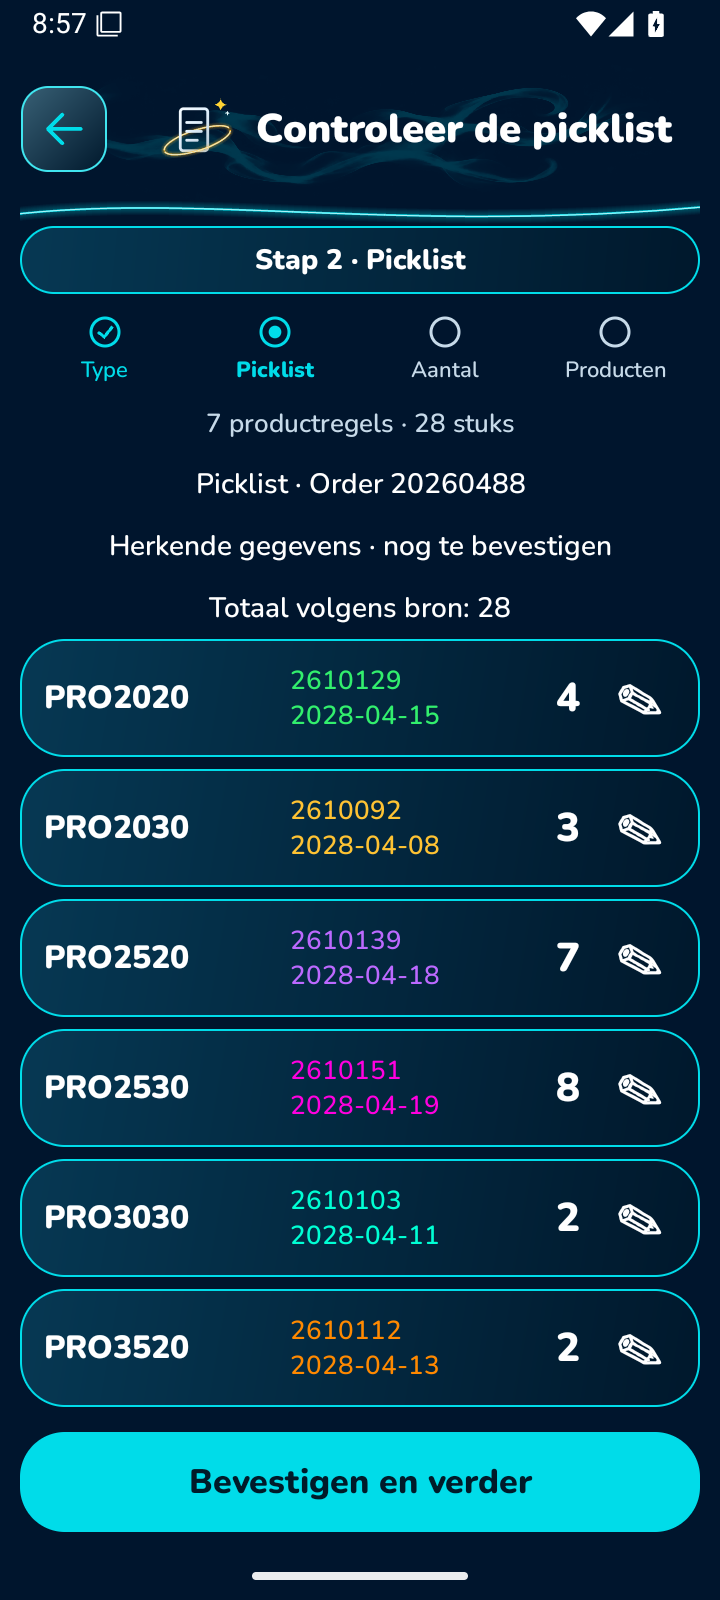 8:57
Controleer de picklist
Stap 2 · Picklist
Type
Picklist
Aantal
Producten
7 productregels · 28 stuks
Picklist · Order 20260488
Herkende gegevens · nog te bevestigen
Totaal volgens bron: 28
PRO2020
2610129
2028-04-15
4
PRO2030
2610092
2028-04-08
3
PRO2520
2610139
2028-04-18
7
PRO2530
2610151
2028-04-19
8
PRO3030
2610103
2028-04-11
2
PRO3520
2610112
2028-04-13
2
Bevestigen en verder